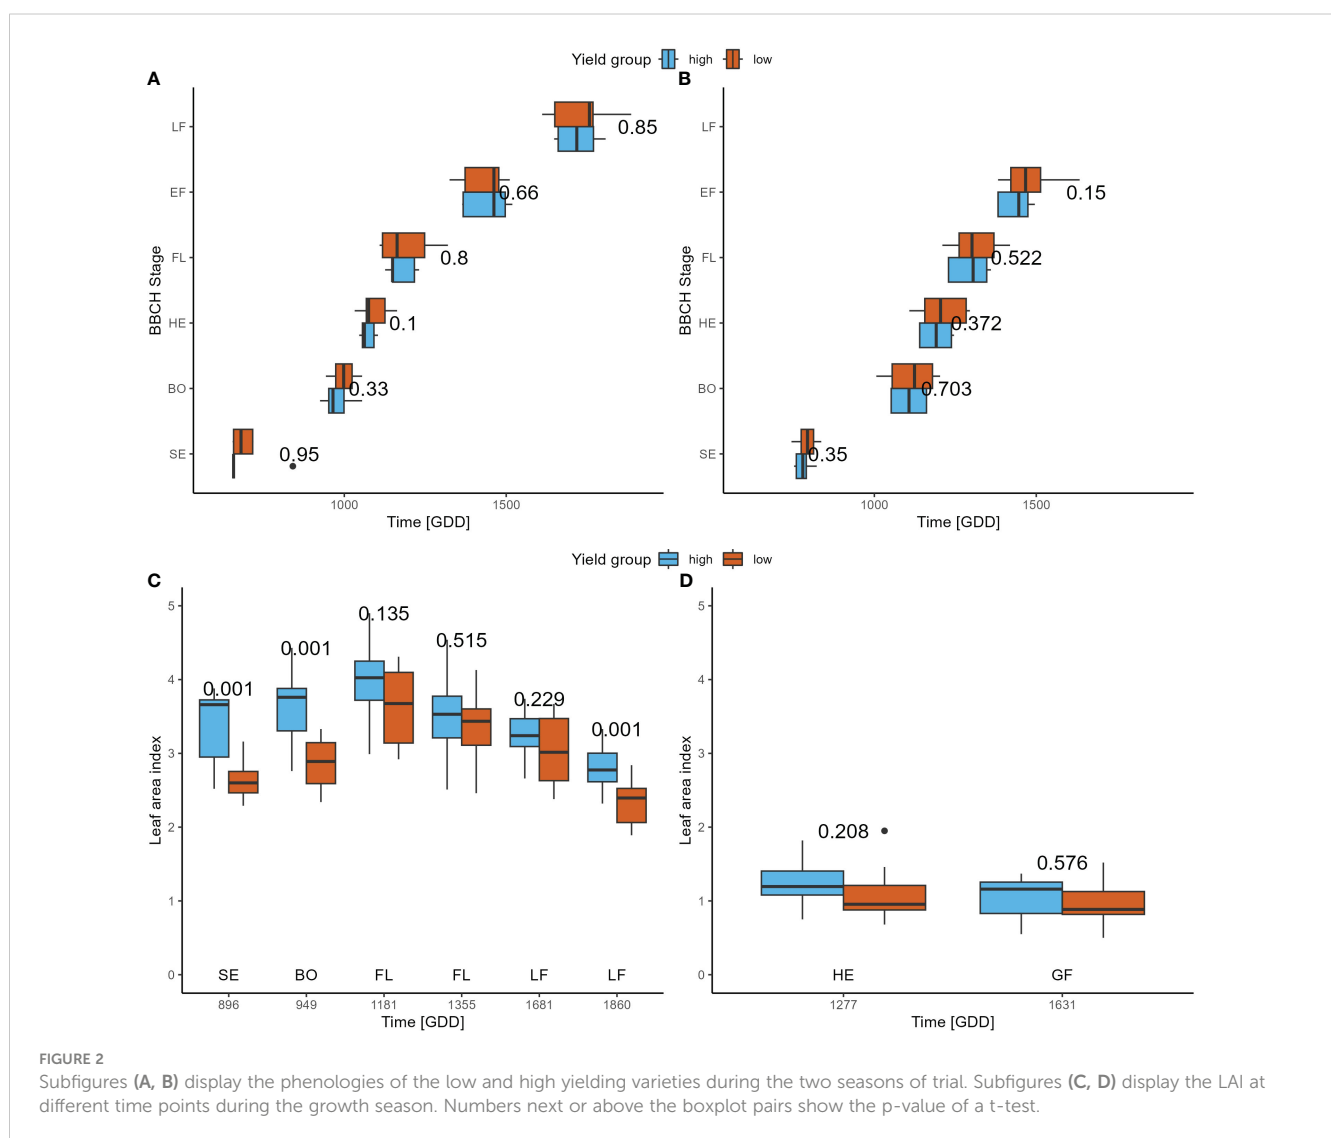 Yield group high low
A
B
LF
EF
FL
HE
BO
SE
BBCH Stage
0.85
0.66
0.8
0.1
0.33
0.95
1000 1500
Time [GDD]
LF
EF
FL
HE
BO
SE
BBCH Stage
0.15
0.522
0.372
0.703
0.35
1000 1500
Time [GDD]
Yield group high low
C
D
5
4
3
2
1
0
Leaf area index
0.001
0.001
0.135
0.515
0.229
0.001
SE BO FL FL LF LF
896 949 1181 1355 1681 1860
Time [GDD]
5
4
3
2
1
0
Leaf area index
0.208
0.576
HE GF
1277 1631
Time [GDD]
FIGURE 2
Subfigures (A, B) display the phenologies of the low and high yielding varieties during the two seasons of trial. Subfigures (C, D) display the LAI at
different time points during the growth season. Numbers next or above the boxplot pairs show the p-value of a t-test.